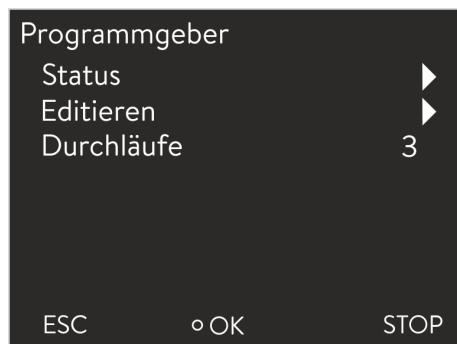 Programmgeber
Status
Editieren
Durchläufe 3
ESC OK STOP